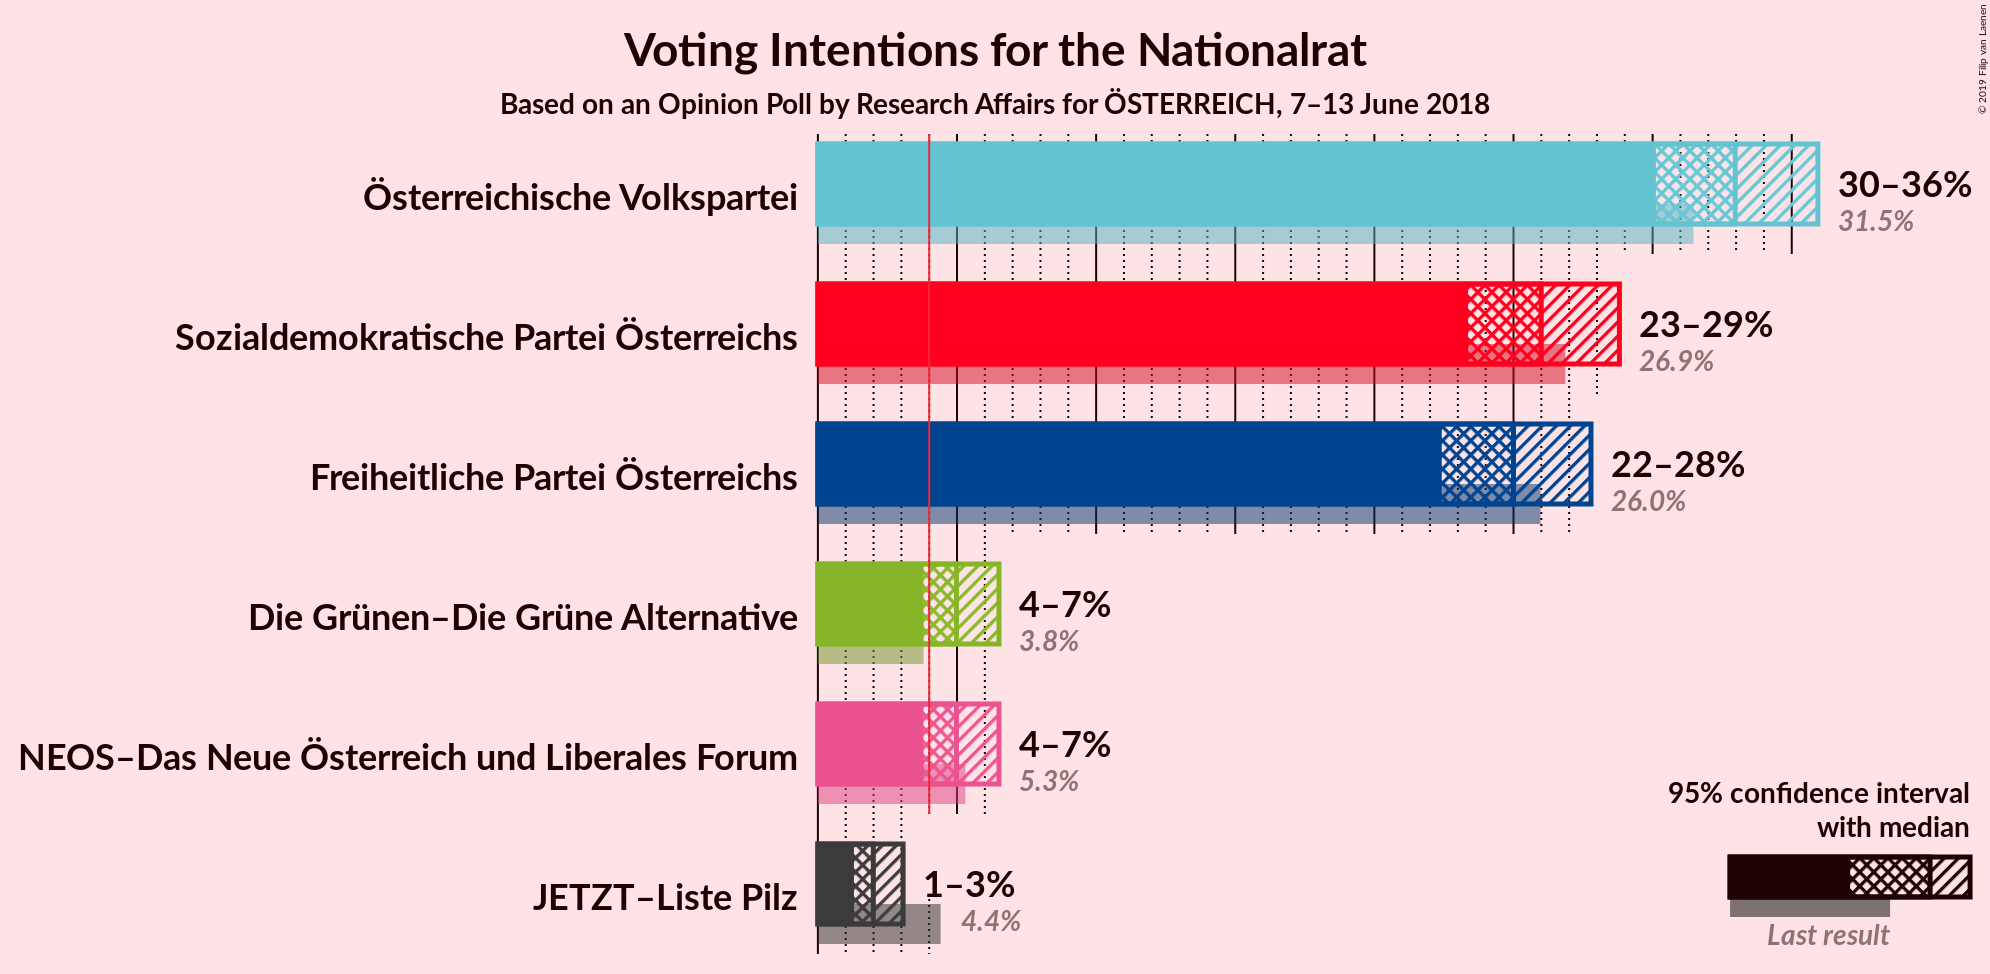 Voting Intentions for the Nationalrat
Based on an Opinion Poll by Research Affairs for ÖSTERREICH, 7–13 June 2018
© 2019 Filip van Laenen
Österreichische Volkspartei
30–36%
31.5%
Sozialdemokratische Partei Österreichs
23–29%
26.9%
Freiheitliche Partei Österreichs
22–28%
26.0%
Die Grünen–Die Grüne Alternative
4–7%
3.8%
NEOS–Das Neue Österreich und Liberales Forum
4–7%
5.3%
JETZT–Liste Pilz
1–3%
4.4%
95% confidence interval
with median
Last result